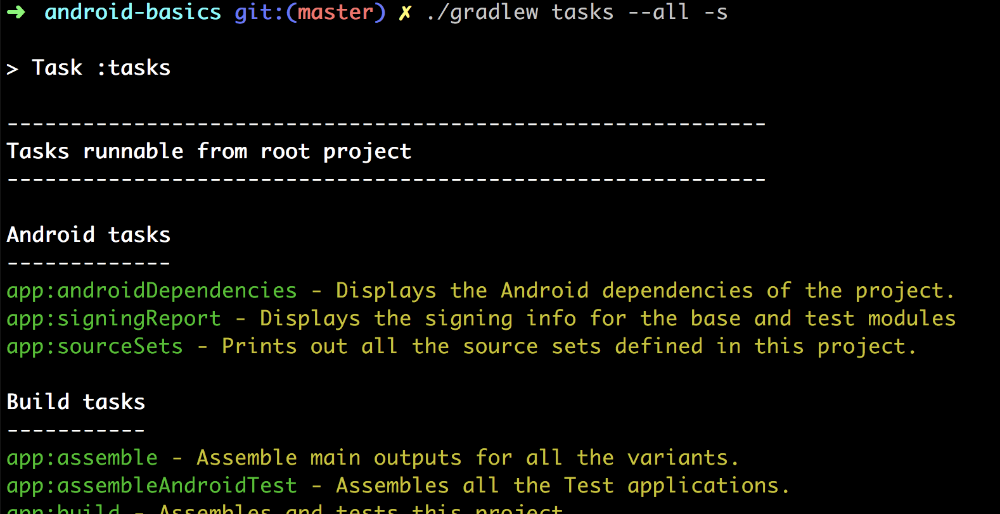 ➜ android-basics git:(master) ✗ ./gradlew tasks --all -s
> Task :tasks
------------------------------------------------------------
Tasks runnable from root project
------------------------------------------------------------
Android tasks
-------------
app:androidDependencies - Displays the Android dependencies of the project.
app:signingReport - Displays the signing info for the base and test modules
app:sourceSets - Prints out all the source sets defined in this project.
Build tasks
-----------
app:assemble - Assemble main outputs for all the variants.
app:assembleAndroidTest - Assembles all the Test applications.
app:build - Assembles and tests this project.